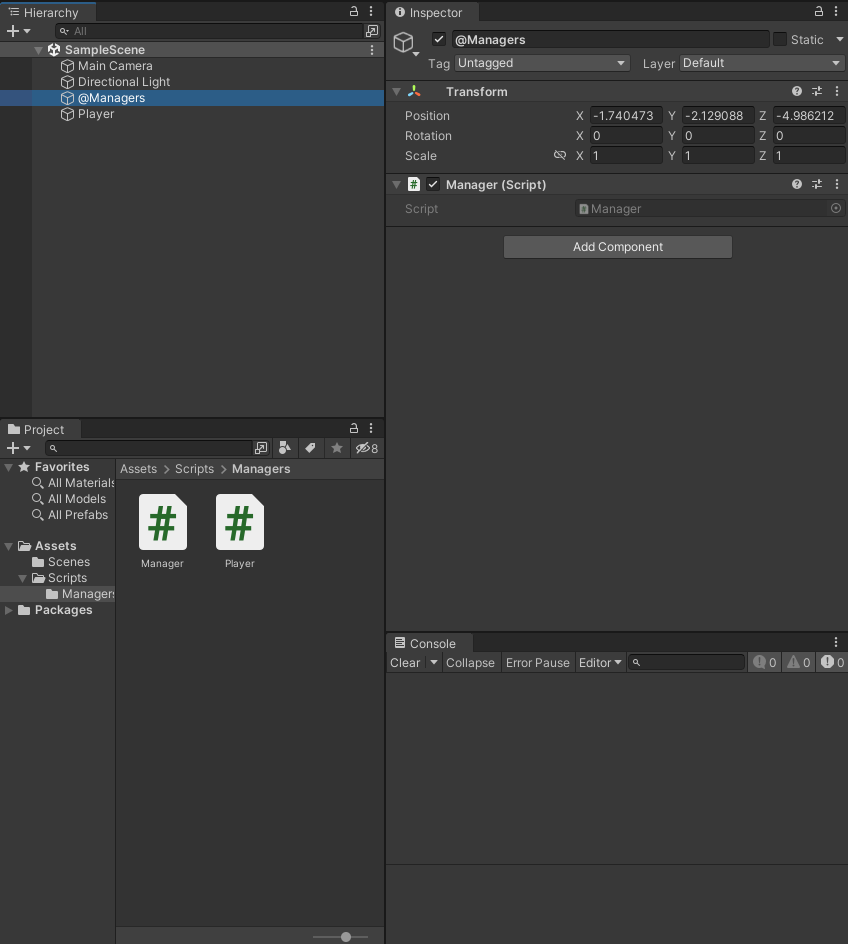 Hierarchy
All
SampleScene
Main Camera
Directional Light
@Managers
Player
Inspector
@Managers Static
Tag Untagged Layer Default
Transform
Position X -1.740473 Y -2.129088 Z -4.986212
Rotation X 0 Y 0 Z 0
Scale X 1 Y 1 Z 1
# Manager (Script)
Script # Manager
Add Component
Project
8
Favorites
All Materials
All Models
All Prefabs
Assets
Scenes
Scripts
Managers
Packages
Assets > Scripts > Managers
# #
Manager Player
Console
Clear Collapse Error Pause Editor 0 0 0